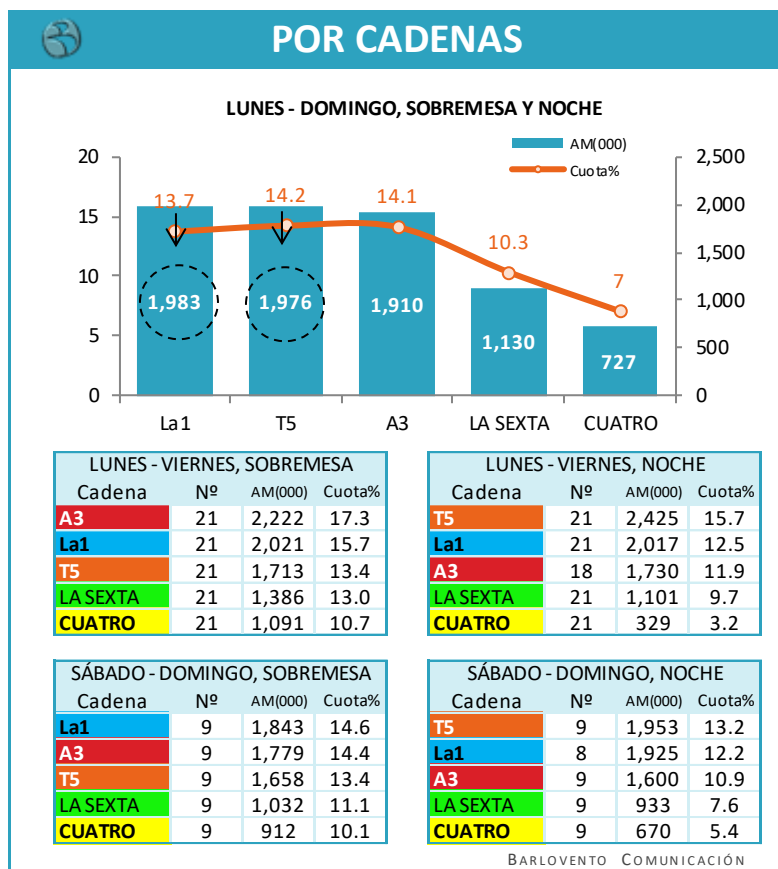 POR CADENAS
LUNES - DOMINGO, SOBREMESA Y NOCHE
AM(000)
Cuota%
20
15
10
5
0
2,500
2,000
1,500
1,000
500
0
13.7
14.2
14.1
10.3
7
1,983
1,976
1,910
1,130
727
La1 T5 A3 LA SEXTA CUATRO
LUNES - VIERNES, SOBREMESA
Cadena Nº AM(000) Cuota%
A3 21 2,222 17.3
La1 21 2,021 15.7
T5 21 1,713 13.4
LA SEXTA 21 1,386 13.0
CUATRO 21 1,091 10.7
LUNES - VIERNES, NOCHE
Cadena Nº AM(000) Cuota%
T5 21 2,425 15.7
La1 21 2,017 12.5
A3 18 1,730 11.9
LA SEXTA 21 1,101 9.7
CUATRO 21 329 3.2
SÁBADO - DOMINGO, SOBREMESA
Cadena Nº AM(000) Cuota%
La1 9 1,843 14.6
A3 9 1,779 14.4
T5 9 1,658 13.4
LA SEXTA 9 1,032 11.1
CUATRO 9 912 10.1
SÁBADO - DOMINGO, NOCHE
Cadena Nº AM(000) Cuota%
T5 9 1,953 13.2
La1 8 1,925 12.2
A3 9 1,600 10.9
LA SEXTA 9 933 7.6
CUATRO 9 670 5.4
BARLOVENTO COMUNICACIÓN